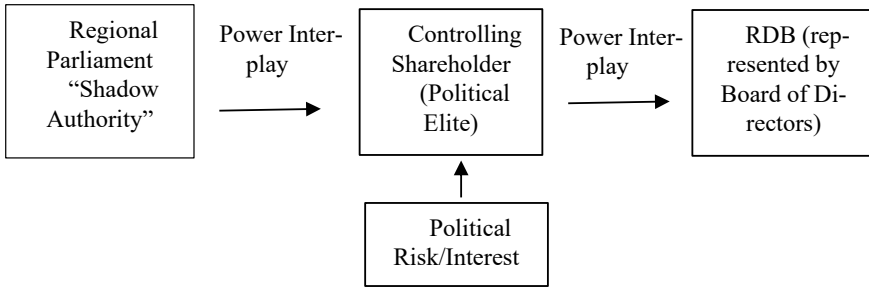 Regional
Parliament
“Shadow
Authority”
Power Inter-
play
Controlling
Shareholder
(Political
Elite)
Power Inter-
play
RDB (rep-
resented by
Board of Di-
rectors)
Political
Risk/Interest